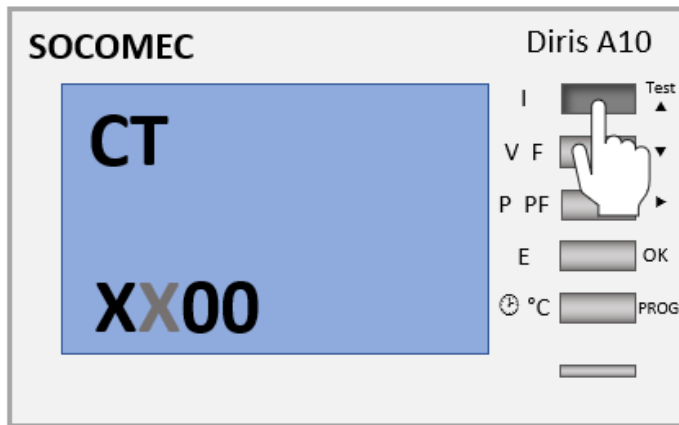 SOCOMEC
Diris A10
CT
XX00
I
Test
▲
V F
▼
P PF
►
E
OK
°C
PROG